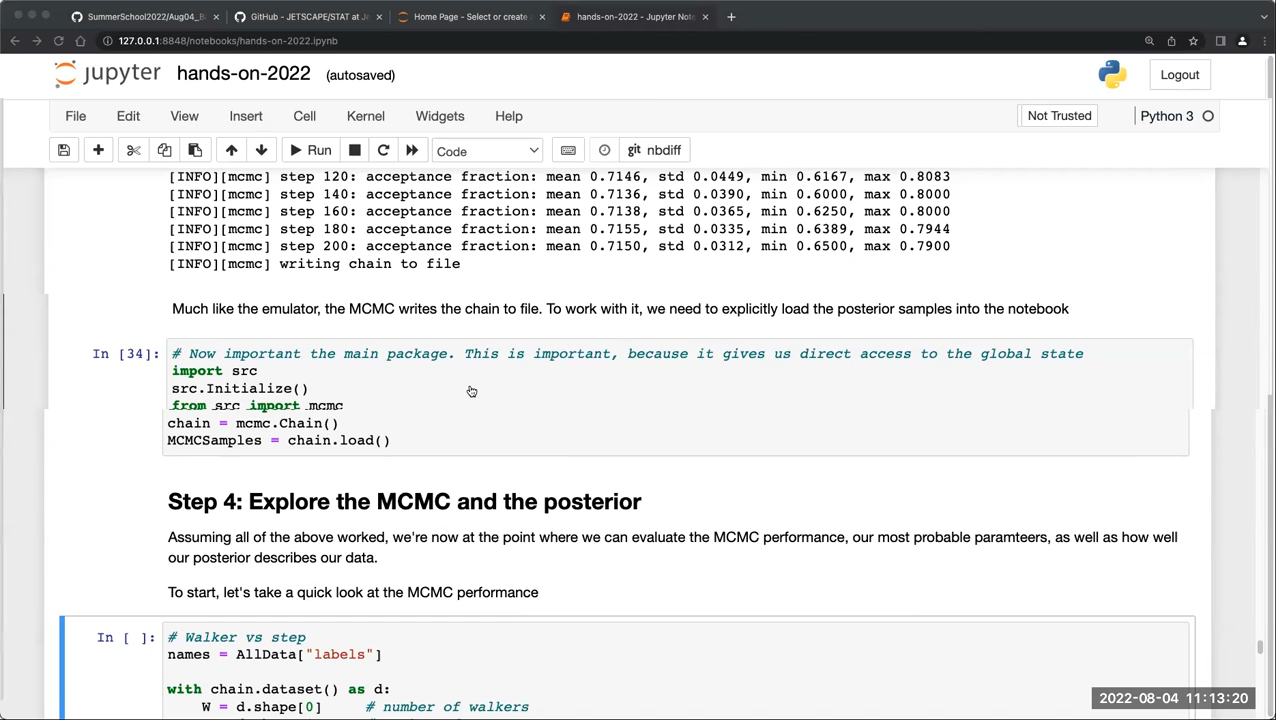 SummerSchool2022/Aug04_B
GitHub - JETSCAPE/STAT at J
Home Page - Select or create
hands-on-2022 - Jupyter Not
127.0.0.1:8848/notebooks/hands-on-2022.ipynb
jupyter hands-on-2022 (autosaved)
Logout
File Edit View Insert Cell Kernel Widgets Help
Not Trusted
Python 3
Run
Code
git nbdiff
[INFO][mcmc] step 120: acceptance fraction: mean 0.7146, std 0.0449, min 0.6167, max 0.8083
[INFO][mcmc] step 140: acceptance fraction: mean 0.7136, std 0.0390, min 0.6000, max 0.8000
[INFO][mcmc] step 160: acceptance fraction: mean 0.7138, std 0.0365, min 0.6250, max 0.8000
[INFO][mcmc] step 180: acceptance fraction: mean 0.7155, std 0.0335, min 0.6389, max 0.7944
[INFO][mcmc] step 200: acceptance fraction: mean 0.7150, std 0.0312, min 0.6500, max 0.7900
[INFO][mcmc] writing chain to file
Much like the emulator, the MCMC writes the chain to file. To work with it, we need to explicitly load the posterior samples into the notebook
In [34]: # Now important the main package. This is important, because it gives us direct access to the global state
import src
src.Initialize()
from src import mcmc
chain = mcmc.Chain()
MCMCSamples = chain.load()
Step 4: Explore the MCMC and the posterior
Assuming all of the above worked, we're now at the point where we can evaluate the MCMC performance, our most probable paramteers, as well as how well
our posterior describes our data.
To start, let's take a quick look at the MCMC performance
In [ ]: # Walker vs step
names = AllData["labels"]
with chain.dataset() as d:
W = d.shape[0] # number of walkers
2022-08-04 11:13:20